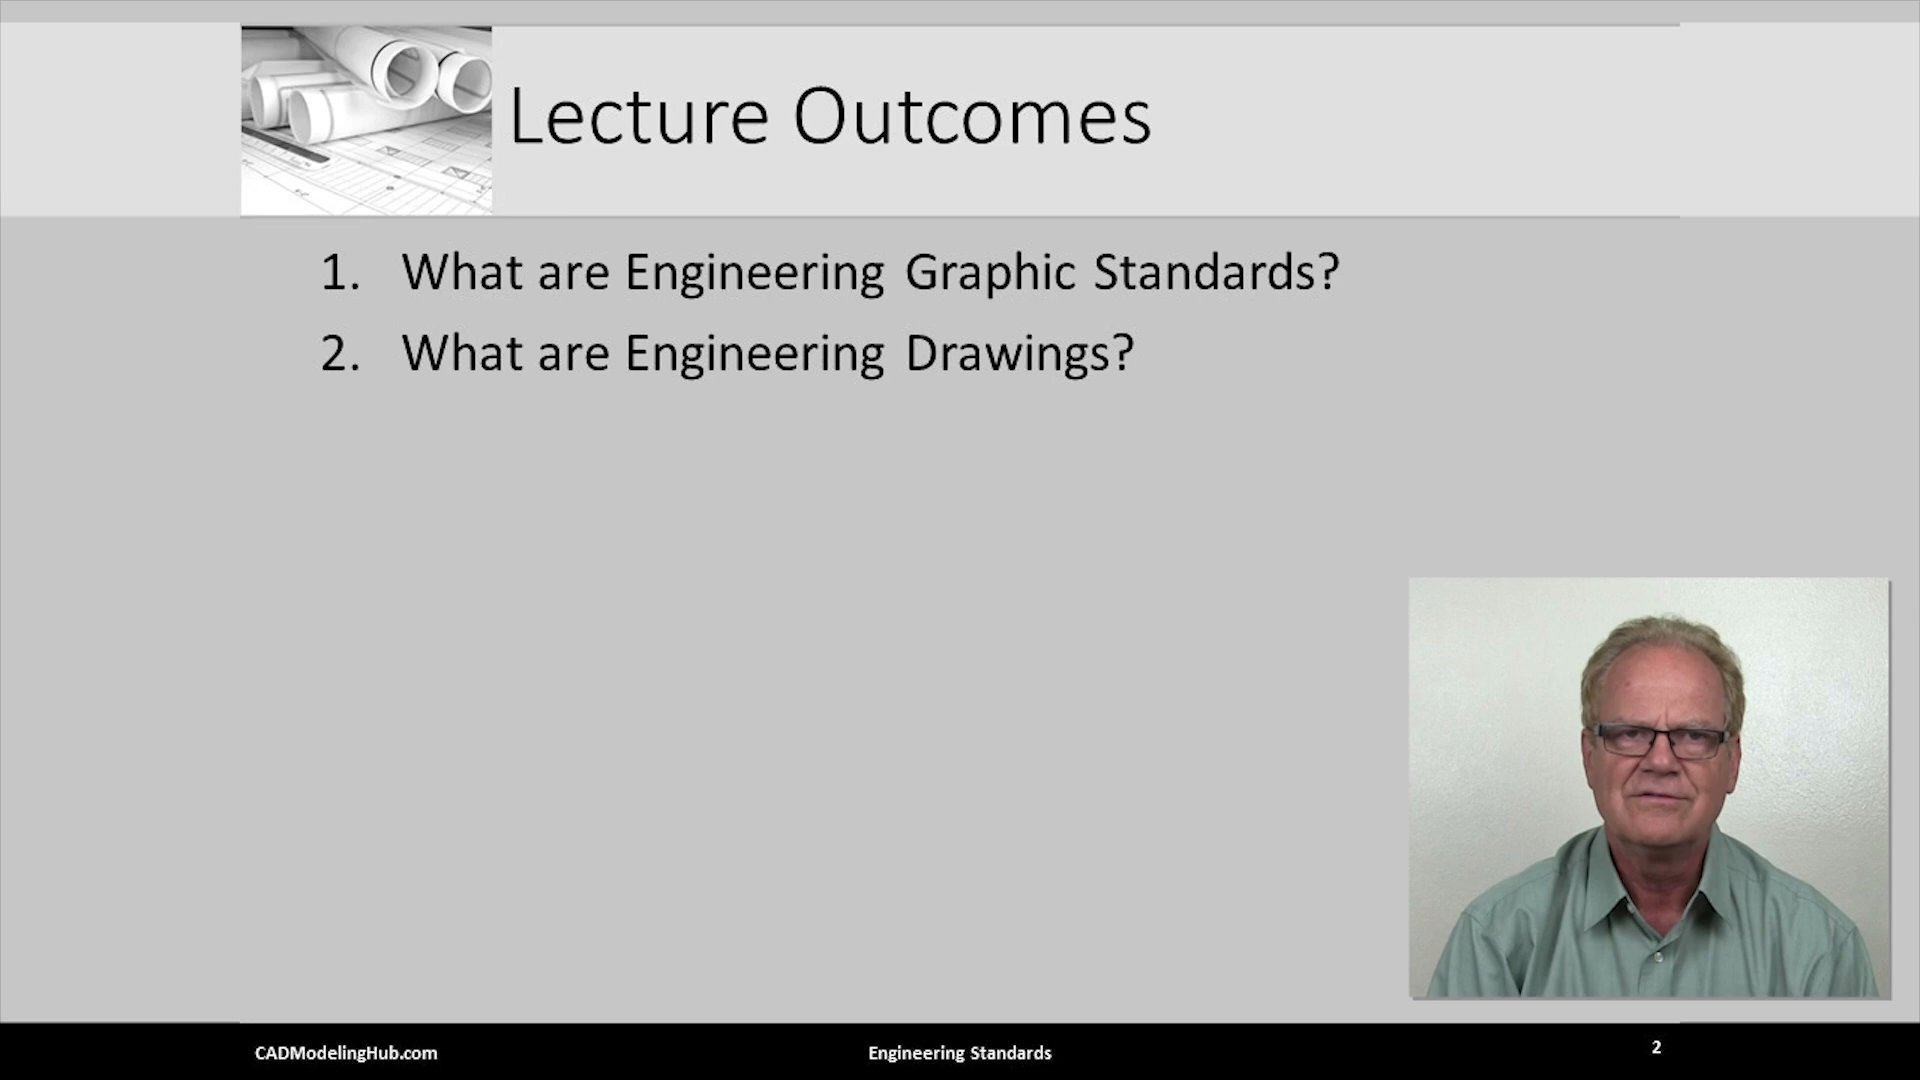 Lecture Outcomes
1. What are Engineering Graphic Standards?
2. What are Engineering Drawings?
CADModelingHub.com
Engineering Standards
2